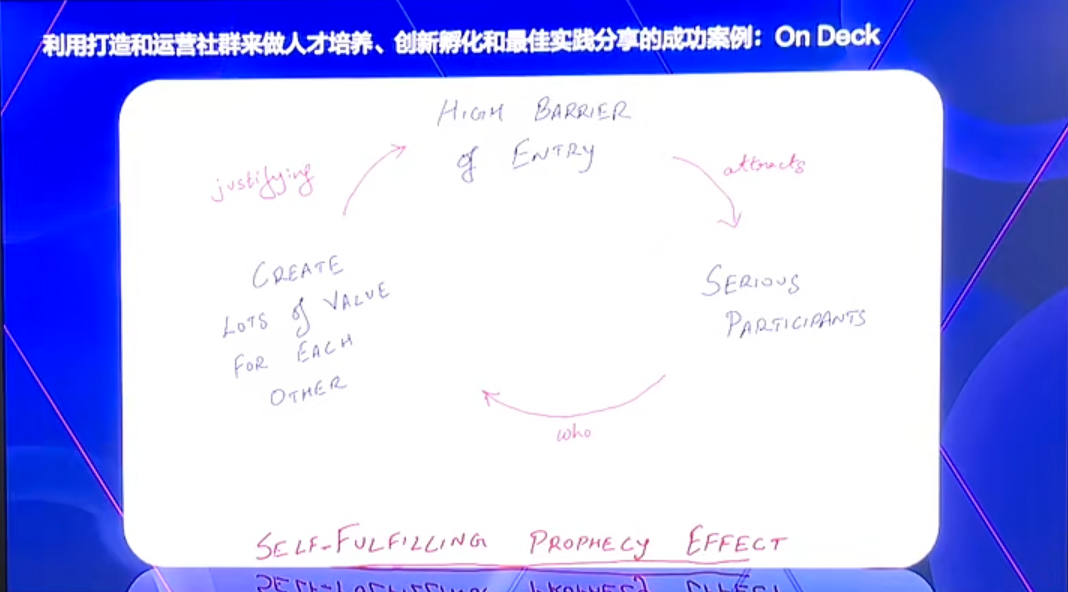 利用打造和运营社群来做人才培养、创新孵化和最佳实践分享的成功案例：On Deck
HIGH BARRIER
of ENTRY
justifying
attracts
CREATE
LOTS of VALUE
FOR EACH
OTHER
SERIOUS
PARTICIPANTS
who
SELF-FULFILLING PROPHECY EFFECT